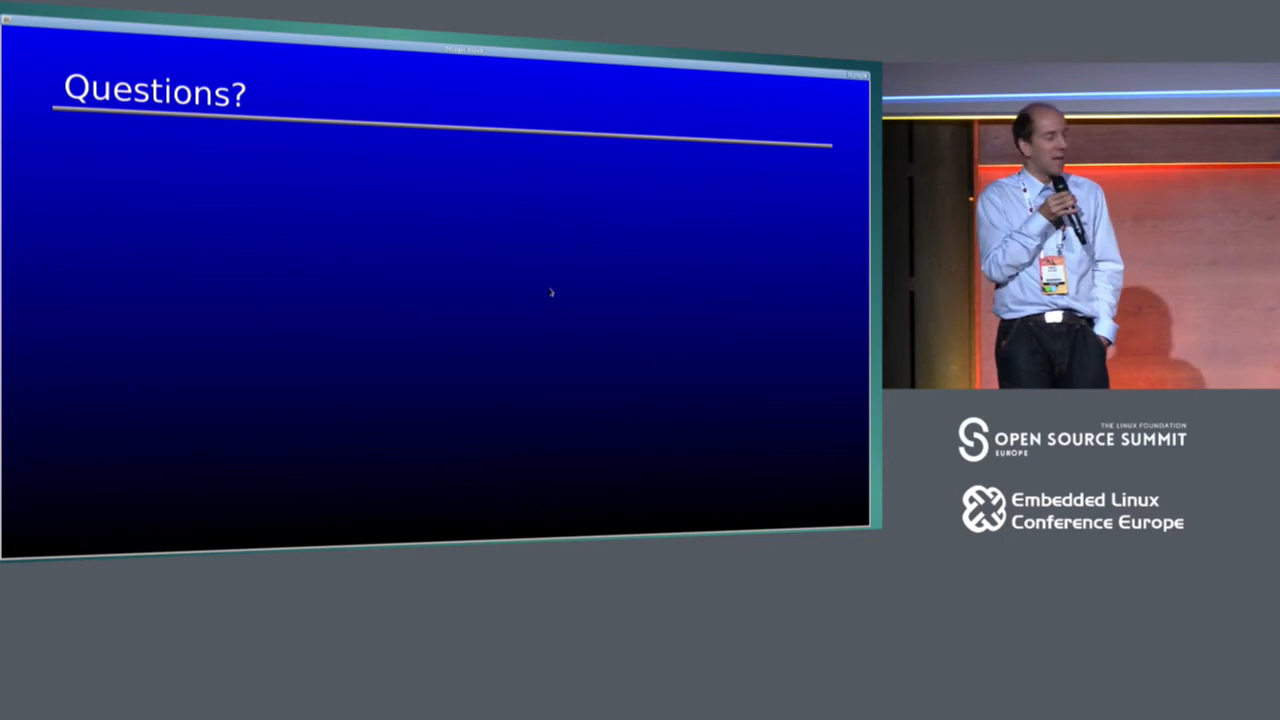 Questions?
THE LINUX FOUNDATION
OPEN SOURCE SUMMIT
EUROPE
Embedded Linux
Conference Europe